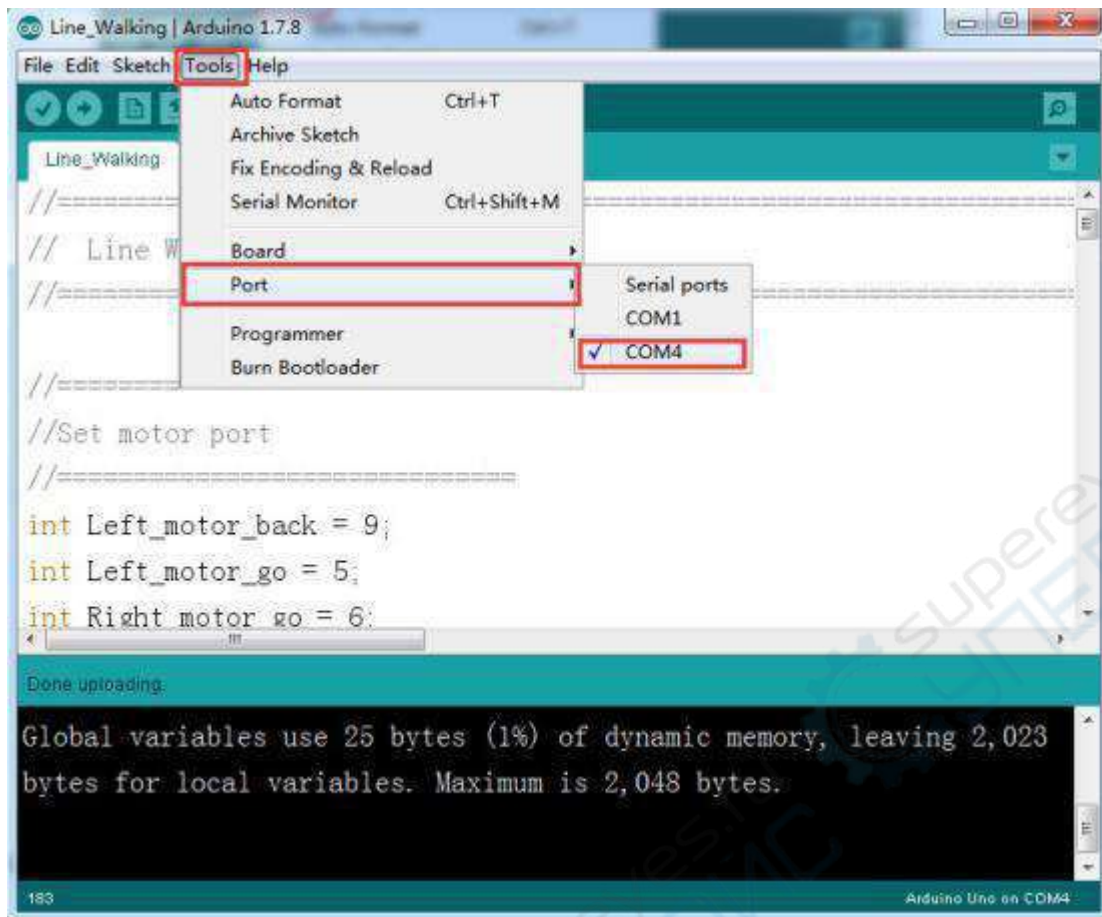 Line_Walking | Arduino 1.7.8
File Edit Sketch Tools Help
Auto Format Ctrl+T
Archive Sketch
Fix Encoding & Reload
Line_Walking
Serial Monitor Ctrl+Shift+M
// Line W
Board
Port
Serial ports
COM1
COM4
Programmer
Burn Bootloader
//Set motor port
//==============================
int Left_motor_back = 9;
int Left_motor_go = 5;
int Right motor go = 6;
Done uploading.
Global variables use 25 bytes (1%) of dynamic memory, leaving 2,023
bytes for local variables. Maximum is 2,048 bytes.
183
Arduino Uno on COM4